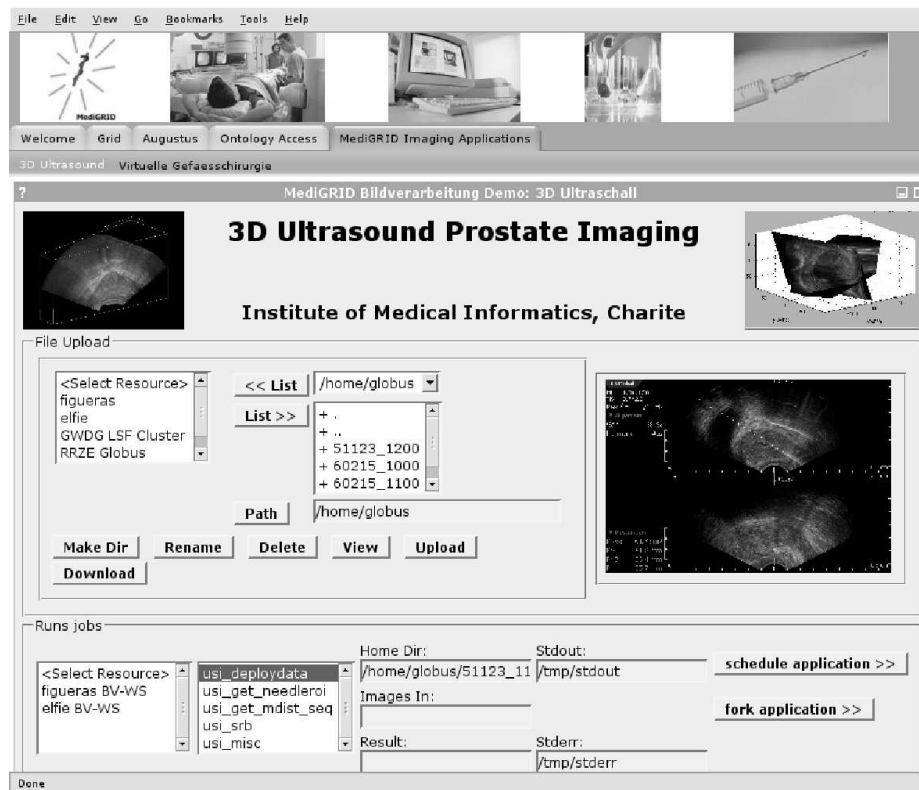 File Edit View Go Bookmarks Tools Help
MediGRID
Welcome Grid Augustus Ontology Access MediGRID Imaging Applications
3D Ultrasound Virtuelle Gefaesschirurgie
? MediGRID Bildverarbeitung Demo: 3D Ultraschall
3D Ultrasound Prostate Imaging
Institute of Medical Informatics, Charite
File Upload
<Select Resource>
figueras
elfie
GWDG LSF Cluster
RRZE Globus
<< List
/home/globus
List >>
+ .
+ ..
+ 51123_1200
+ 60215_1000
+ 60215_1100
Path
/home/globus
Make Dir Rename Delete View Upload
Download
Runs jobs
<Select Resource>
figueras BV-WS
elfie BV-WS
usi_deploydata
usi_get_needleroi
usi_get_mdist_seq
usi_srb
usi_misc
Home Dir:
/home/globus/51123_11
Images In:
Result:
Stdout:
/tmp/stdout
Stderr:
/tmp/stderr
schedule application >>
fork application >>
Done